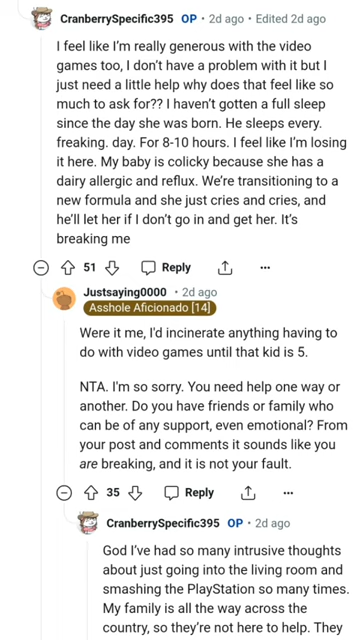 CranberrySpecific395 OP • 2d ago • Edited 2d ago
I feel like I'm really generous with the video
games too, I don't have a problem with it but I
just need a little help why does that feel like so
much to ask for?? I haven't gotten a full sleep
since the day she was born. He sleeps every.
freaking. day. For 8-10 hours. I feel like I'm losing
it here. My baby is colicky because she has a
dairy allergic and reflux. We're transitioning to a
new formula and she just cries and cries, and
he'll let her if I don't go in and get her. It's
breaking me
51 Reply
Justsaying0000 • 2d ago
Asshole Aficionado [14]
Were it me, I'd incinerate anything having to
do with video games until that kid is 5.
NTA. I'm so sorry. You need help one way or
another. Do you have friends or family who
can be of any support, even emotional? From
your post and comments it sounds like you
are breaking, and it is not your fault.
35 Reply
CranberrySpecific395 OP • 2d ago
God I've had so many intrusive thoughts
about just going into the living room and
smashing the PlayStation so many times.
My family is all the way across the
country, so they're not here to help. They